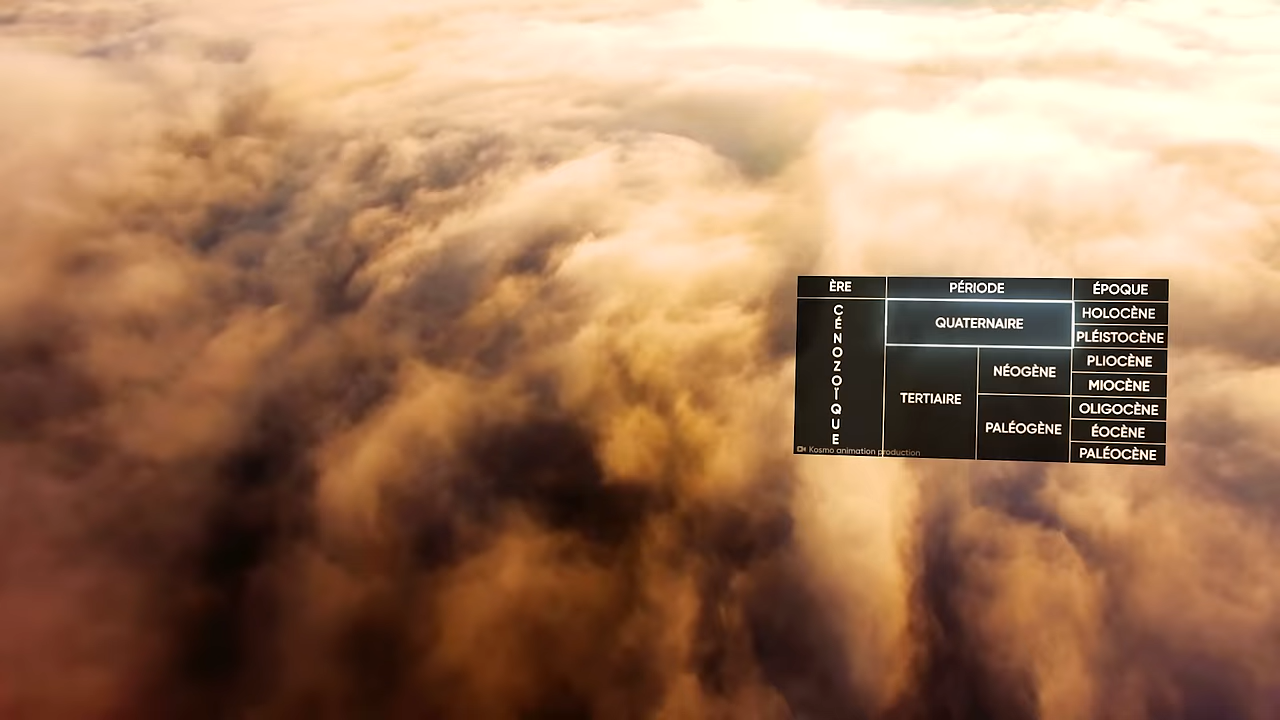 ÈRE PÉRIODE ÉPOQUE
CÉNOZOÏQUE
QUATERNAIRE
HOLOCÈNE
PLÉISTOCÈNE
TERTIAIRE
NÉOGÈNE
PLIOCÈNE
MIOCÈNE
PALÉOGÈNE
OLIGOCÈNE
ÉOCÈNE
PALÉOCÈNE
Kosmo animation production